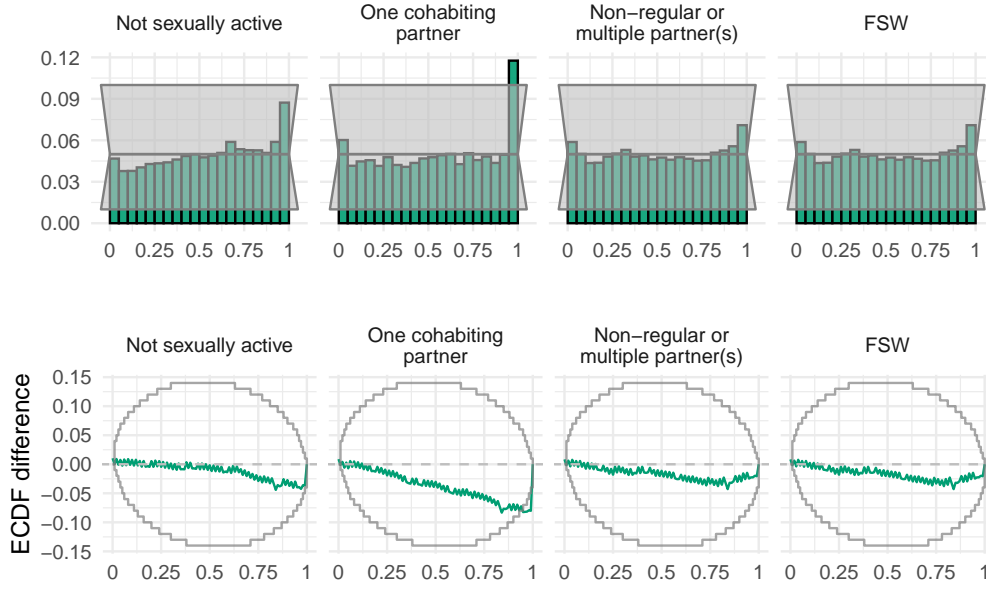 Not sexually active
One cohabiting
partner
Non−regular or
multiple partner(s)
FSW
0.12
0.09
0.06
0.03
0.00
0 0.25 0.5 0.75 1
0 0.25 0.5 0.75 1
0 0.25 0.5 0.75 1
0 0.25 0.5 0.75 1
Not sexually active
One cohabiting
partner
Non−regular or
multiple partner(s)
FSW
ECDF difference
0.15
0.10
0.05
0.00
−0.05
−0.10
−0.15
0 0.25 0.5 0.75 1
0 0.25 0.5 0.75 1
0 0.25 0.5 0.75 1
0 0.25 0.5 0.75 1